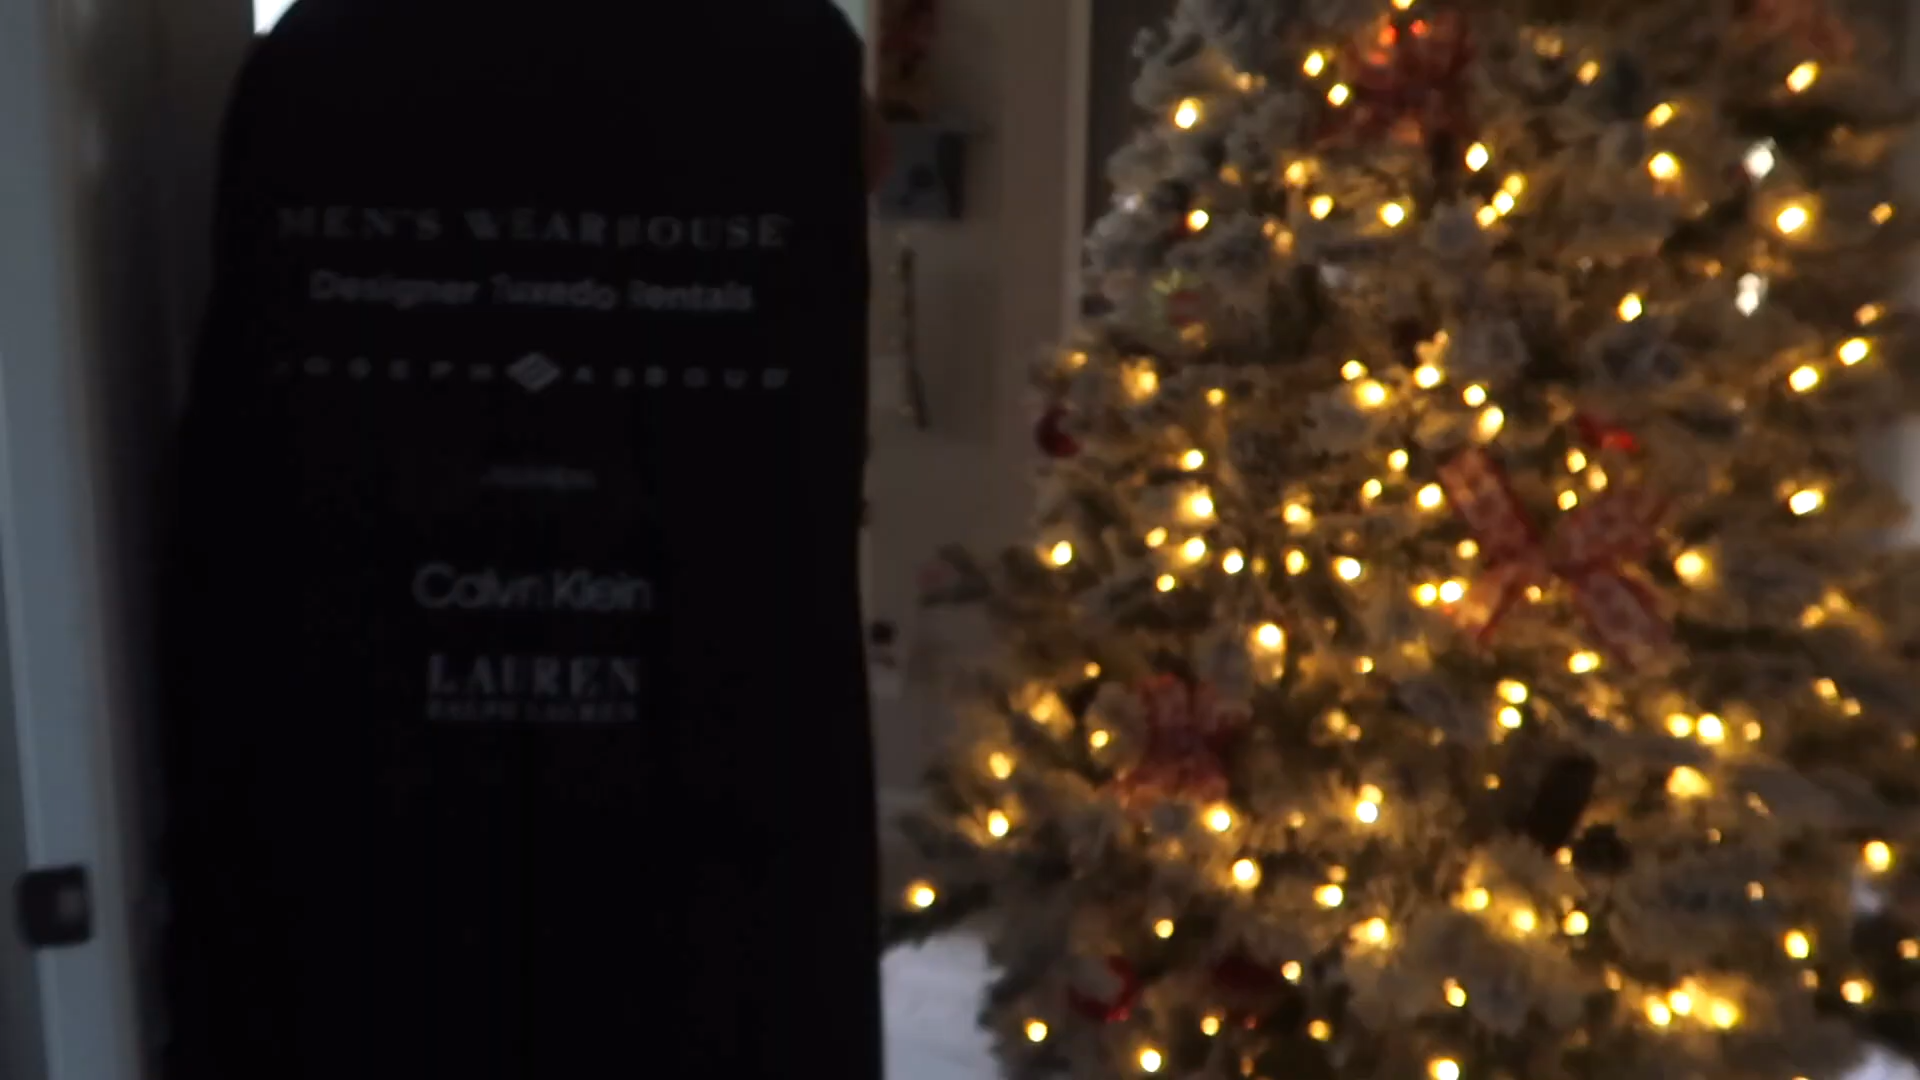 MEN'S WEARHOUSE
Designer Tuxedo Rentals
JOSEPH ABBOUD
Calvin Klein
LAUREN
RALPH LAUREN